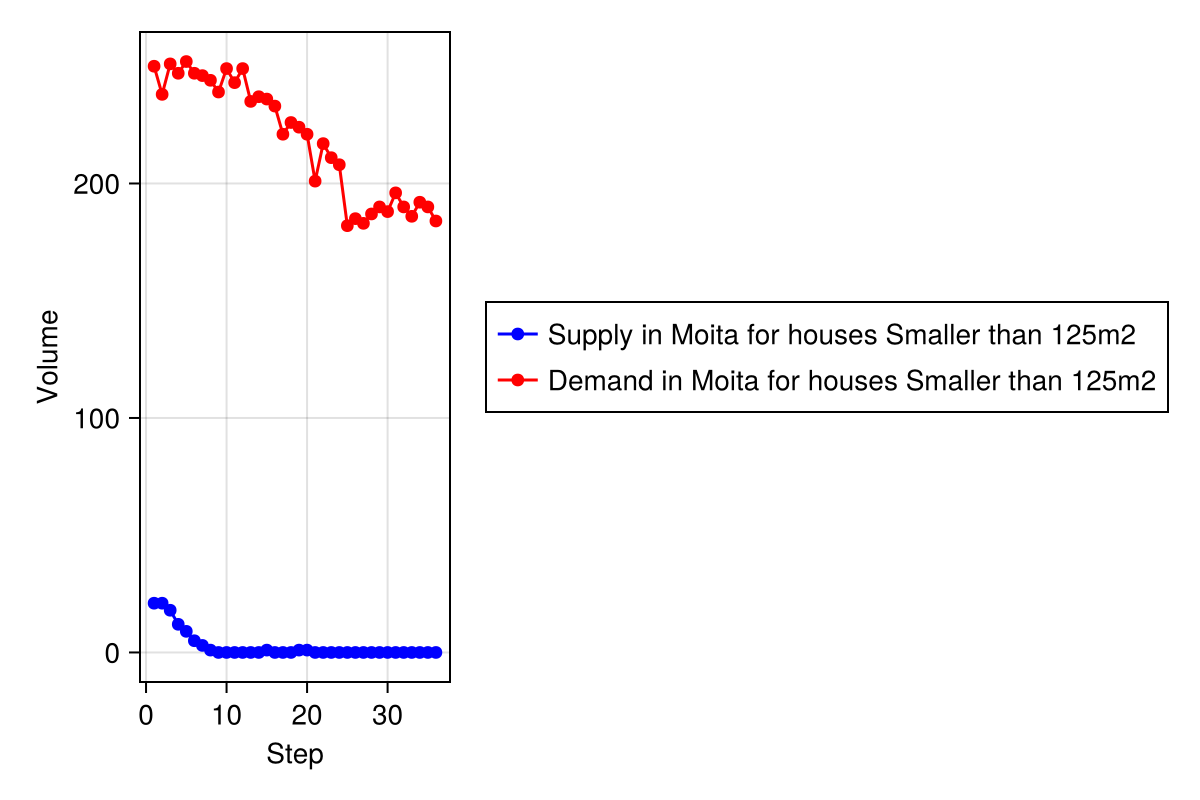 Volume
200
100
0
0 10 20 30
Step
Supply in Moita for houses Smaller than 125m2
Demand in Moita for houses Smaller than 125m2